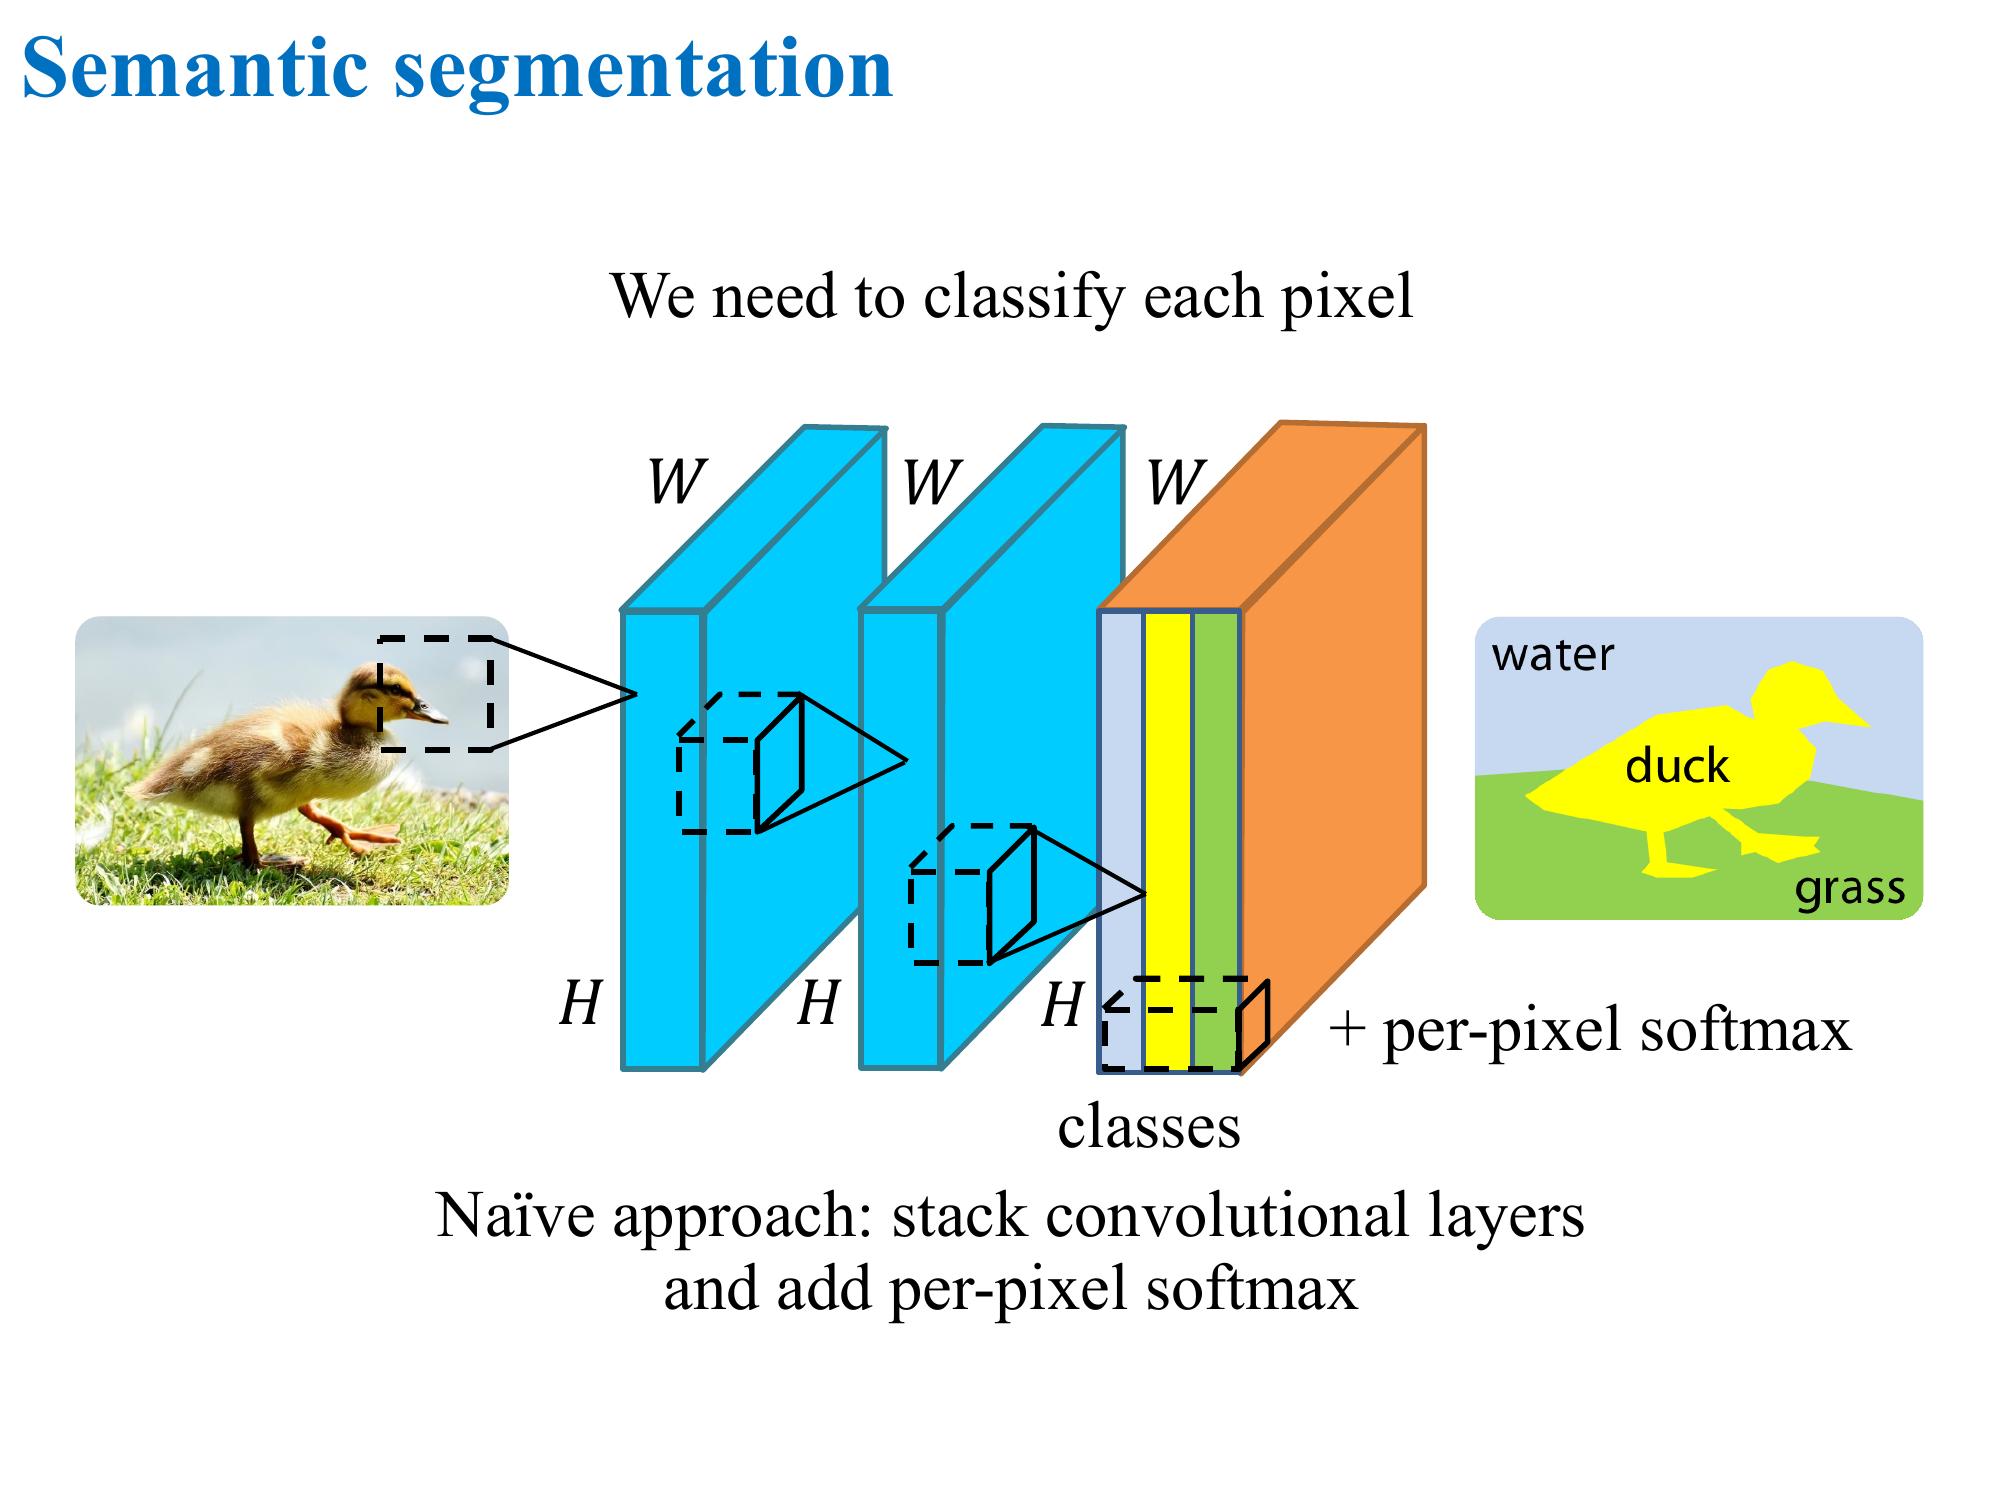 Semantic segmentation
We need to classify each pixel
W
W
W
water
duck
grass
H
H
H
+ per-pixel softmax
classes
Naïve approach: stack convolutional layers
and add per-pixel softmax